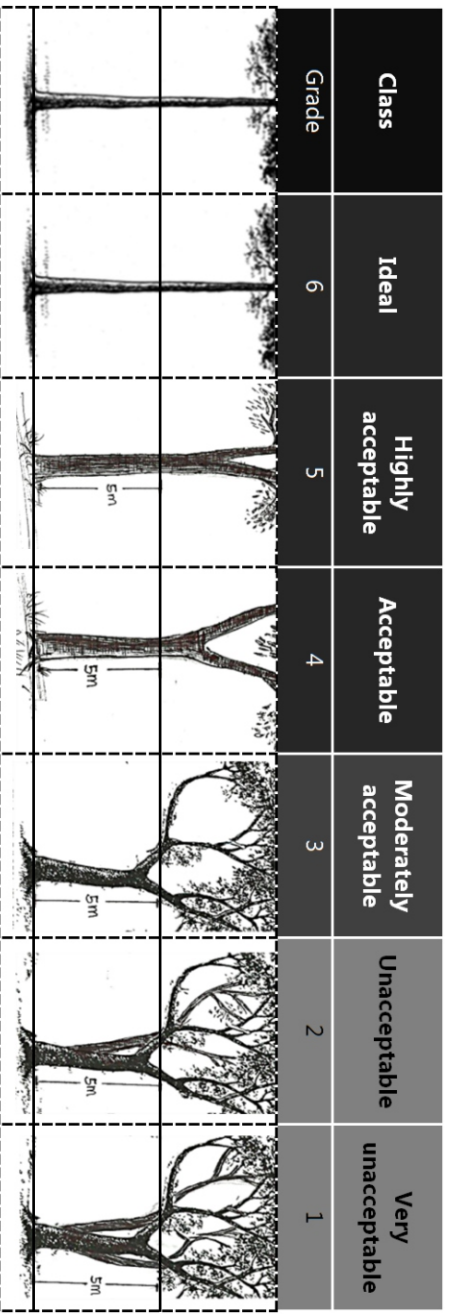 Class
Ideal
Highly
acceptable
Acceptable
Moderately
acceptable
Unacceptable
Very
unacceptable
Grade
6
5
4
3
2
1
5m
5m
5m
5m
5m